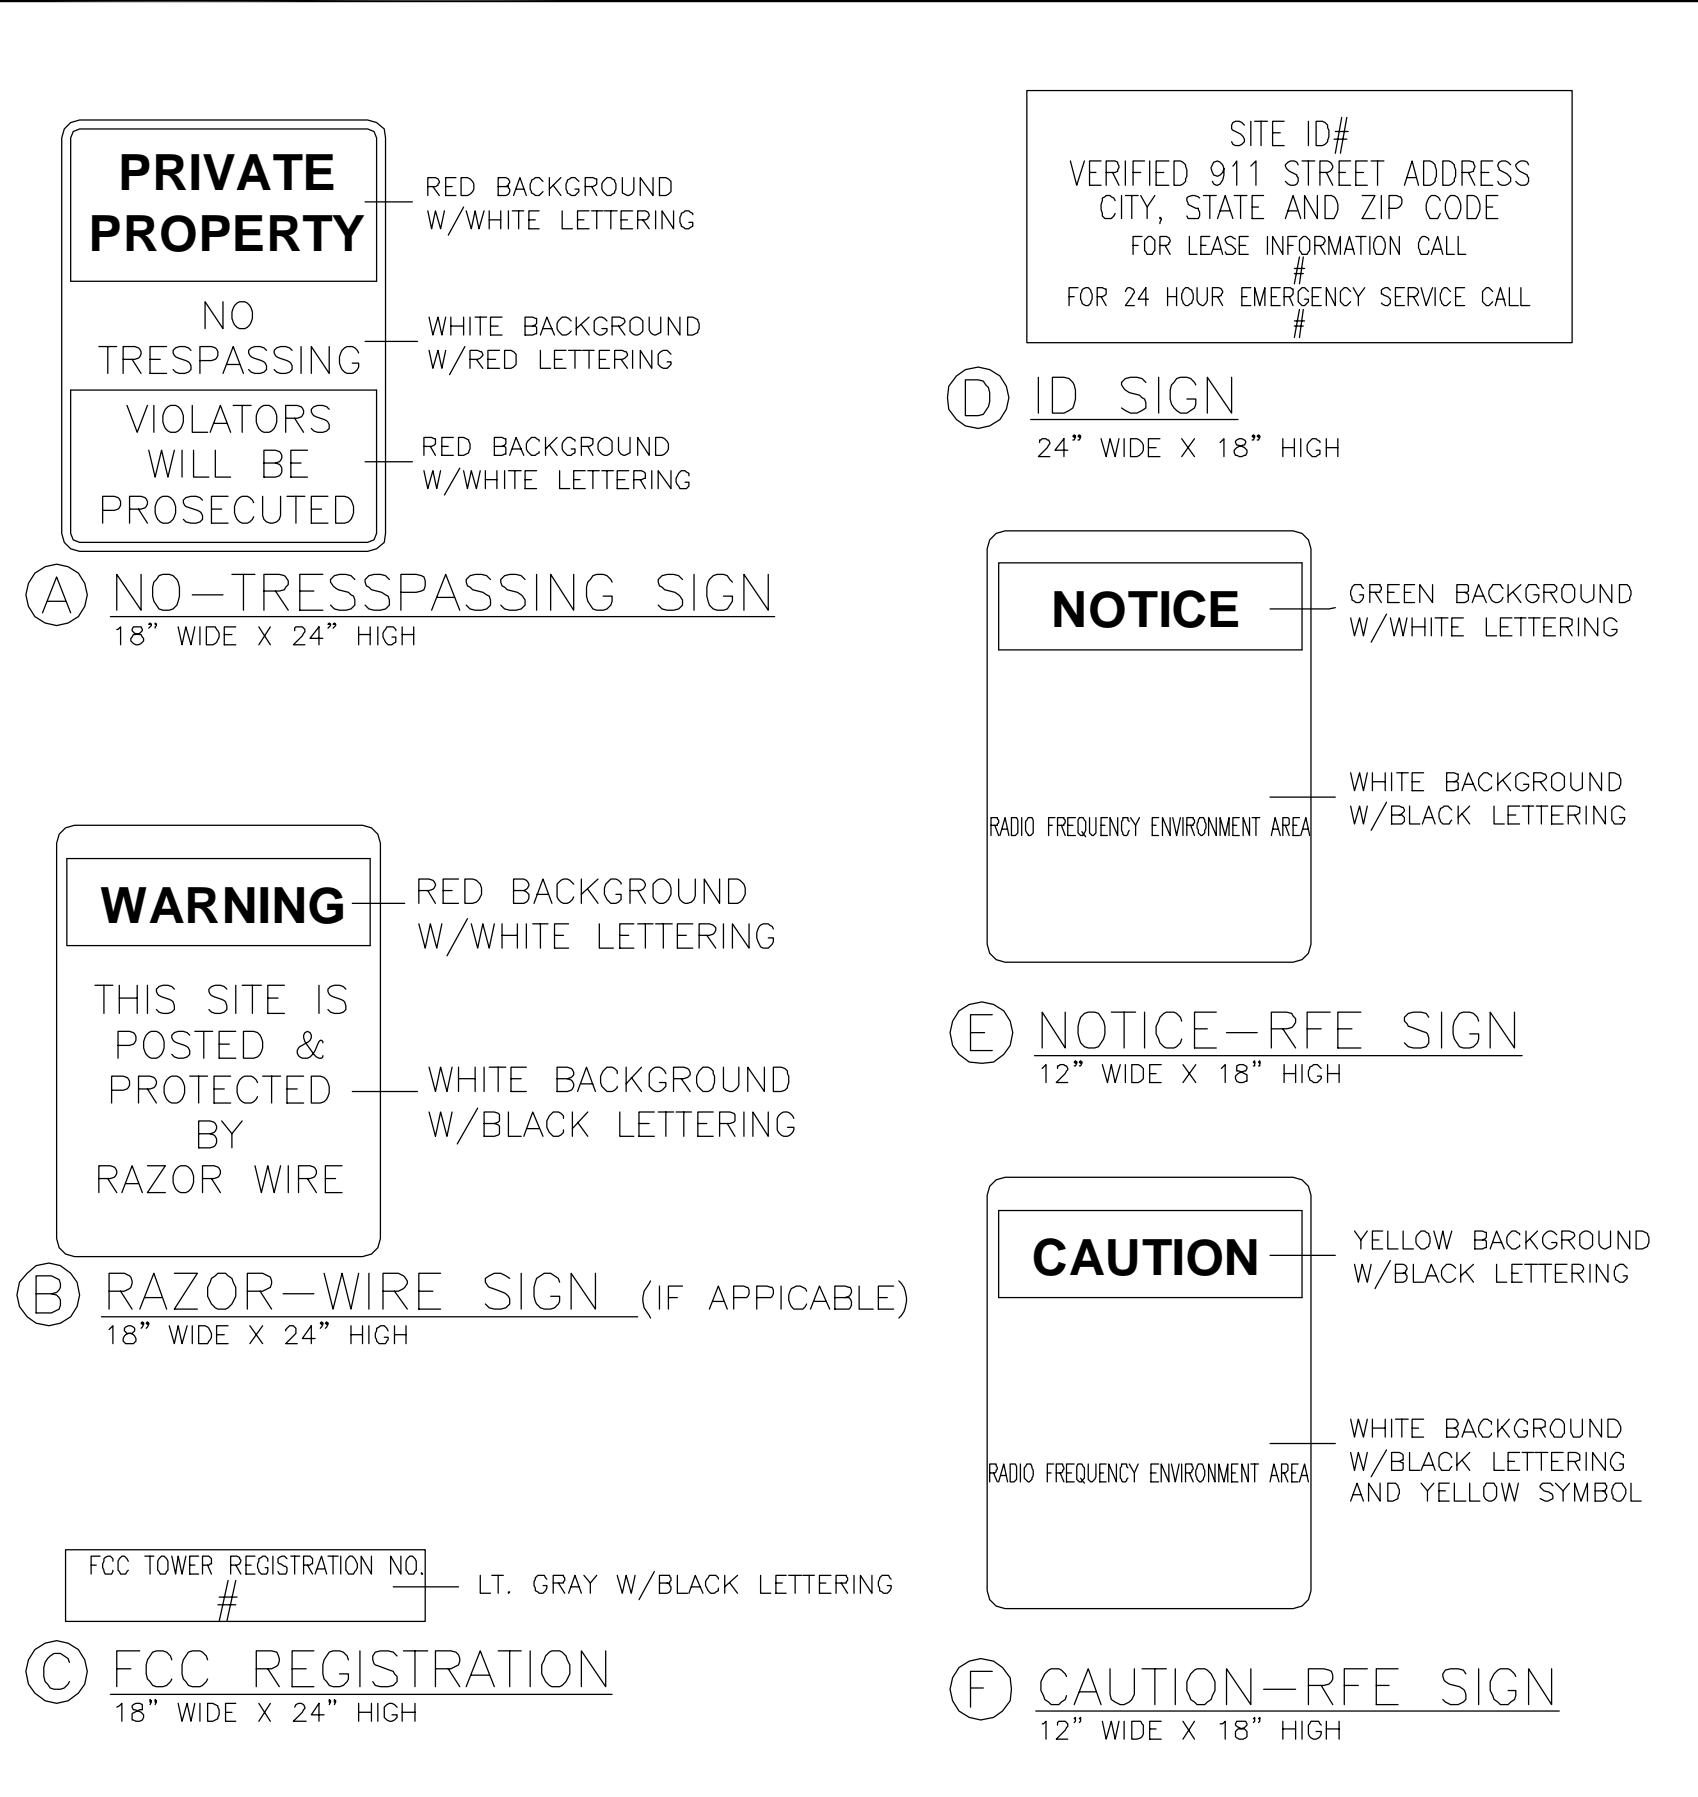 PRIVATE
PROPERTY
RED BACKGROUND
W/WHITE LETTERING
NO
TRESPASSING
WHITE BACKGROUND
W/RED LETTERING
VIOLATORS
WILL BE
PROSECUTED
RED BACKGROUND
W/WHITE LETTERING
A NO-TRESSPASSING SIGN
18” WIDE X 24” HIGH
WARNING
RED BACKGROUND
W/WHITE LETTERING
THIS SITE IS
POSTED &
PROTECTED
BY
RAZOR WIRE
WHITE BACKGROUND
W/BLACK LETTERING
B RAZOR-WIRE SIGN (IF APPICABLE)
18” WIDE X 24” HIGH
FCC TOWER REGISTRATION NO.
#
LT. GRAY W/BLACK LETTERING
C FCC REGISTRATION
18” WIDE X 24” HIGH
SITE ID#
VERIFIED 911 STREET ADDRESS
CITY, STATE AND ZIP CODE
FOR LEASE INFORMATION CALL
#
FOR 24 HOUR EMERGENCY SERVICE CALL
#
D ID SIGN
24” WIDE X 18” HIGH
NOTICE
GREEN BACKGROUND
W/WHITE LETTERING
WHITE BACKGROUND
W/BLACK LETTERING
RADIO FREQUENCY ENVIRONMENT AREA
E NOTICE-RFE SIGN
12” WIDE X 18” HIGH
CAUTION
YELLOW BACKGROUND
W/BLACK LETTERING
WHITE BACKGROUND
W/BLACK LETTERING
AND YELLOW SYMBOL
RADIO FREQUENCY ENVIRONMENT AREA
F CAUTION-RFE SIGN
12” WIDE X 18” HIGH